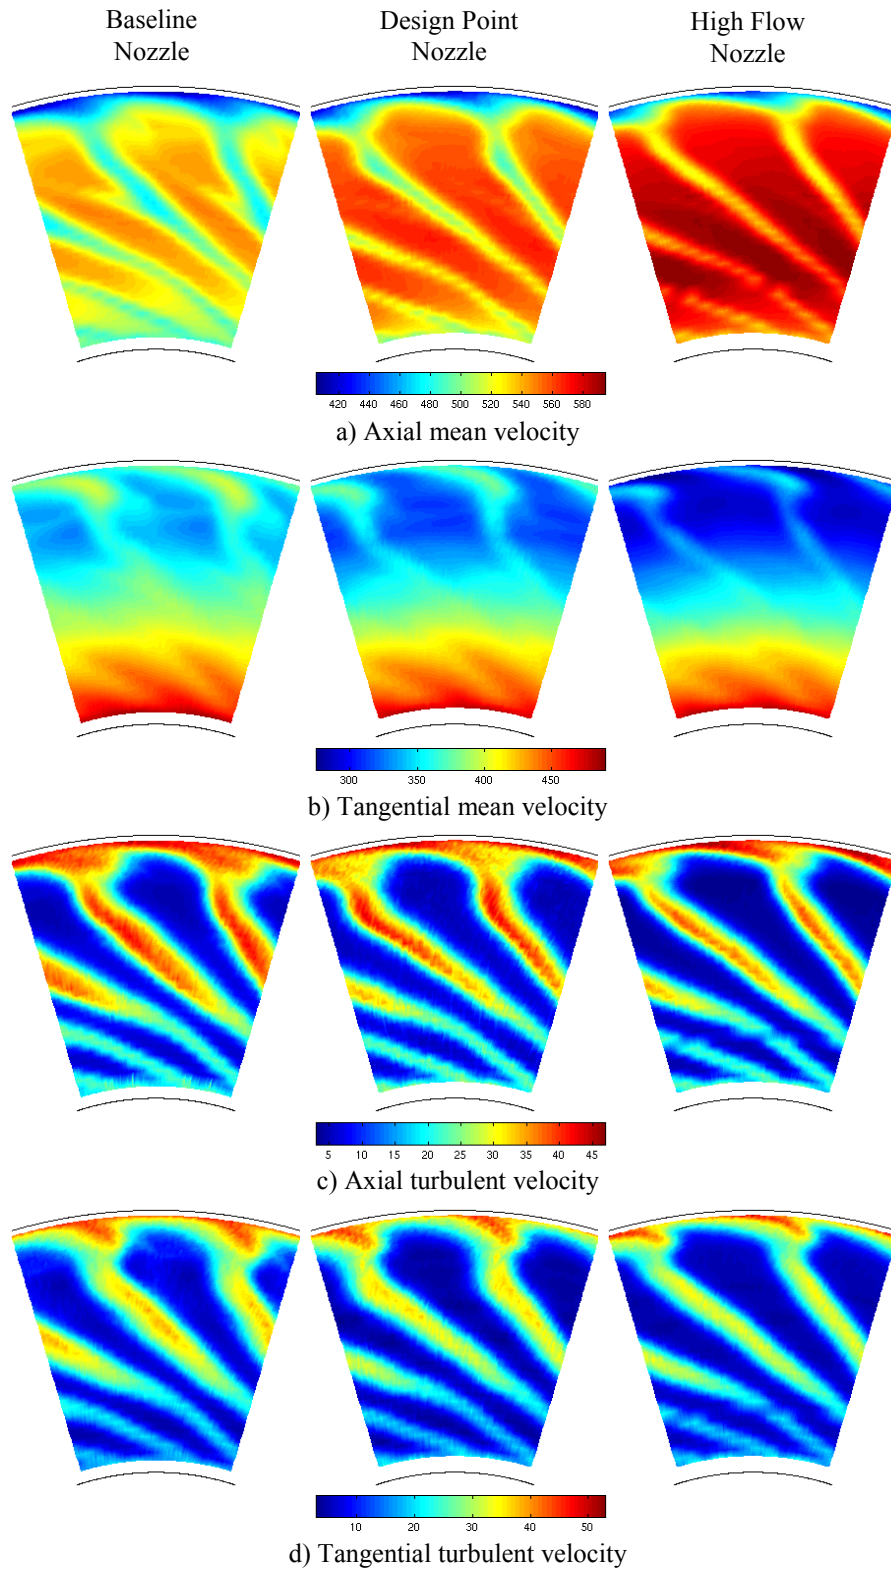 Baseline Nozzle
Design Point Nozzle
High Flow Nozzle
420 440 460 480 500 520 540 560 580
a) Axial mean velocity
300 350 400 450
b) Tangential mean velocity
5 10 15 20 25 30 35 40 45
c) Axial turbulent velocity
10 20 30 40 50
d) Tangential turbulent velocity